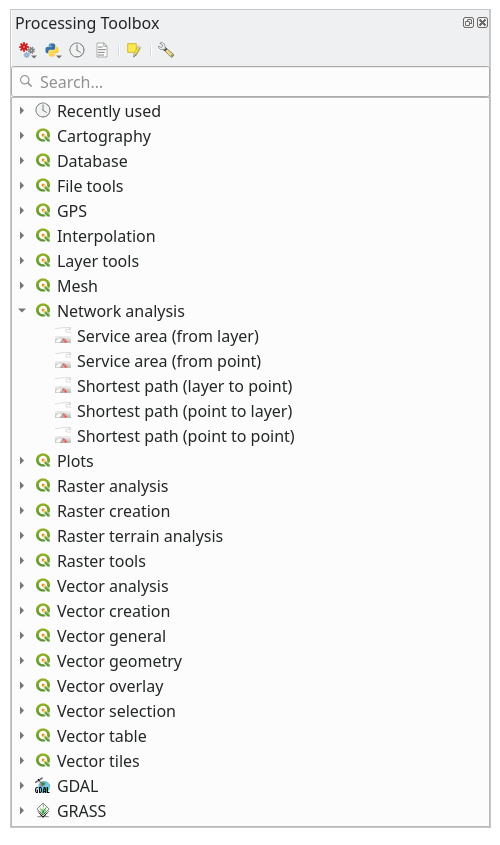 Processing Toolbox
Search...
Recently used
Cartography
Database
File tools
GPS
Interpolation
Layer tools
Mesh
Network analysis
Service area (from layer)
Service area (from point)
Shortest path (layer to point)
Shortest path (point to layer)
Shortest path (point to point)
Plots
Raster analysis
Raster creation
Raster terrain analysis
Raster tools
Vector analysis
Vector creation
Vector general
Vector geometry
Vector overlay
Vector selection
Vector table
Vector tiles
GDAL GDAL
GRASS